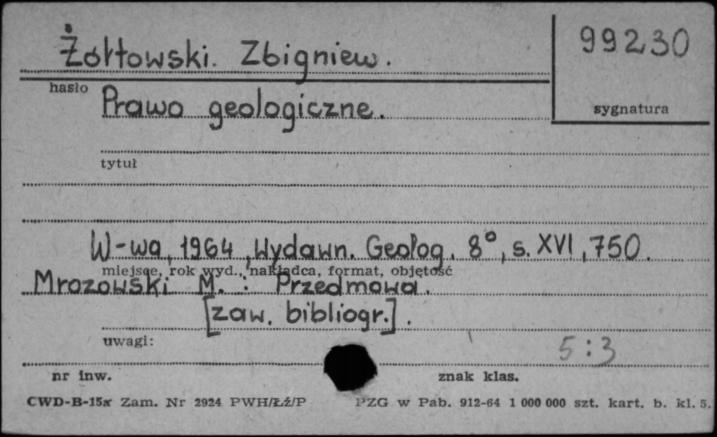 Żółtowski. Zbigniew.
99230
hasło
sygnatura
Prawo geologiczne.
tytuł
W-wa, 1964, Wydawn. Geolog. 8°, s. XVI, 750.
miejsce, rok wyd., nakładca, format, objętość
Mrozowski M.: Przedmowa.
[zaw. bibliogr.].
uwagi:
5:3
nr inw.
znak klas.
CWD-B-15x Zam. Nr 2924 PWH/Łź/P PZG w Pab. 912-64 1 000 000 szt. kart. b. kl. 5.